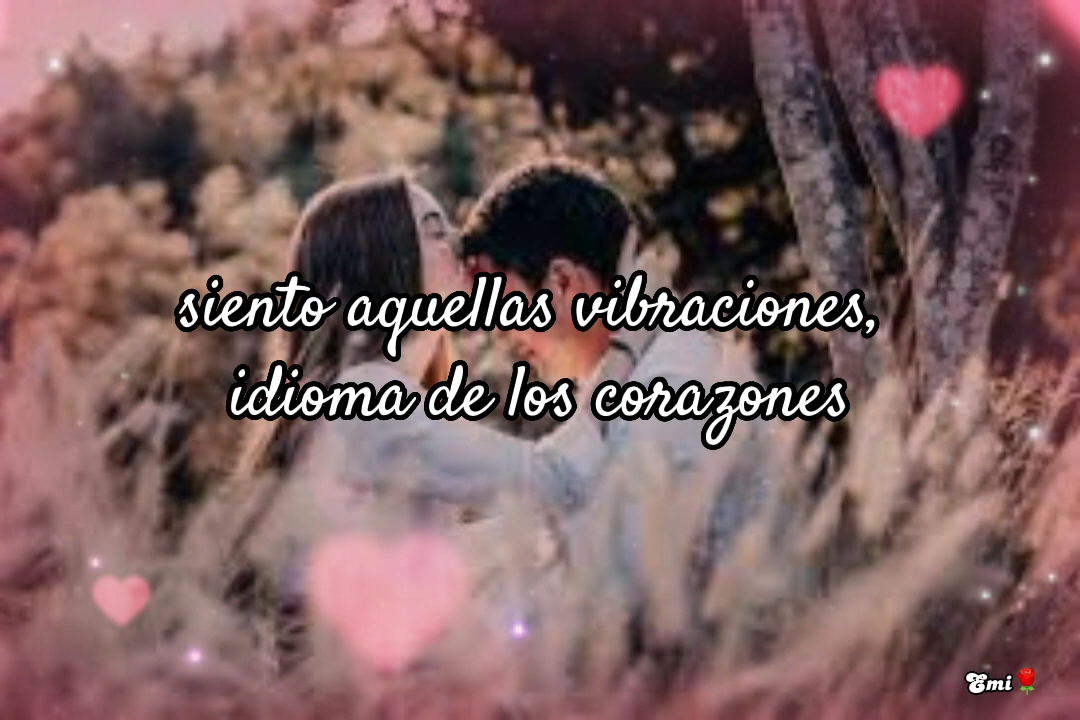 siento aquellas vibraciones,
idioma de los corazones
Emi🌹